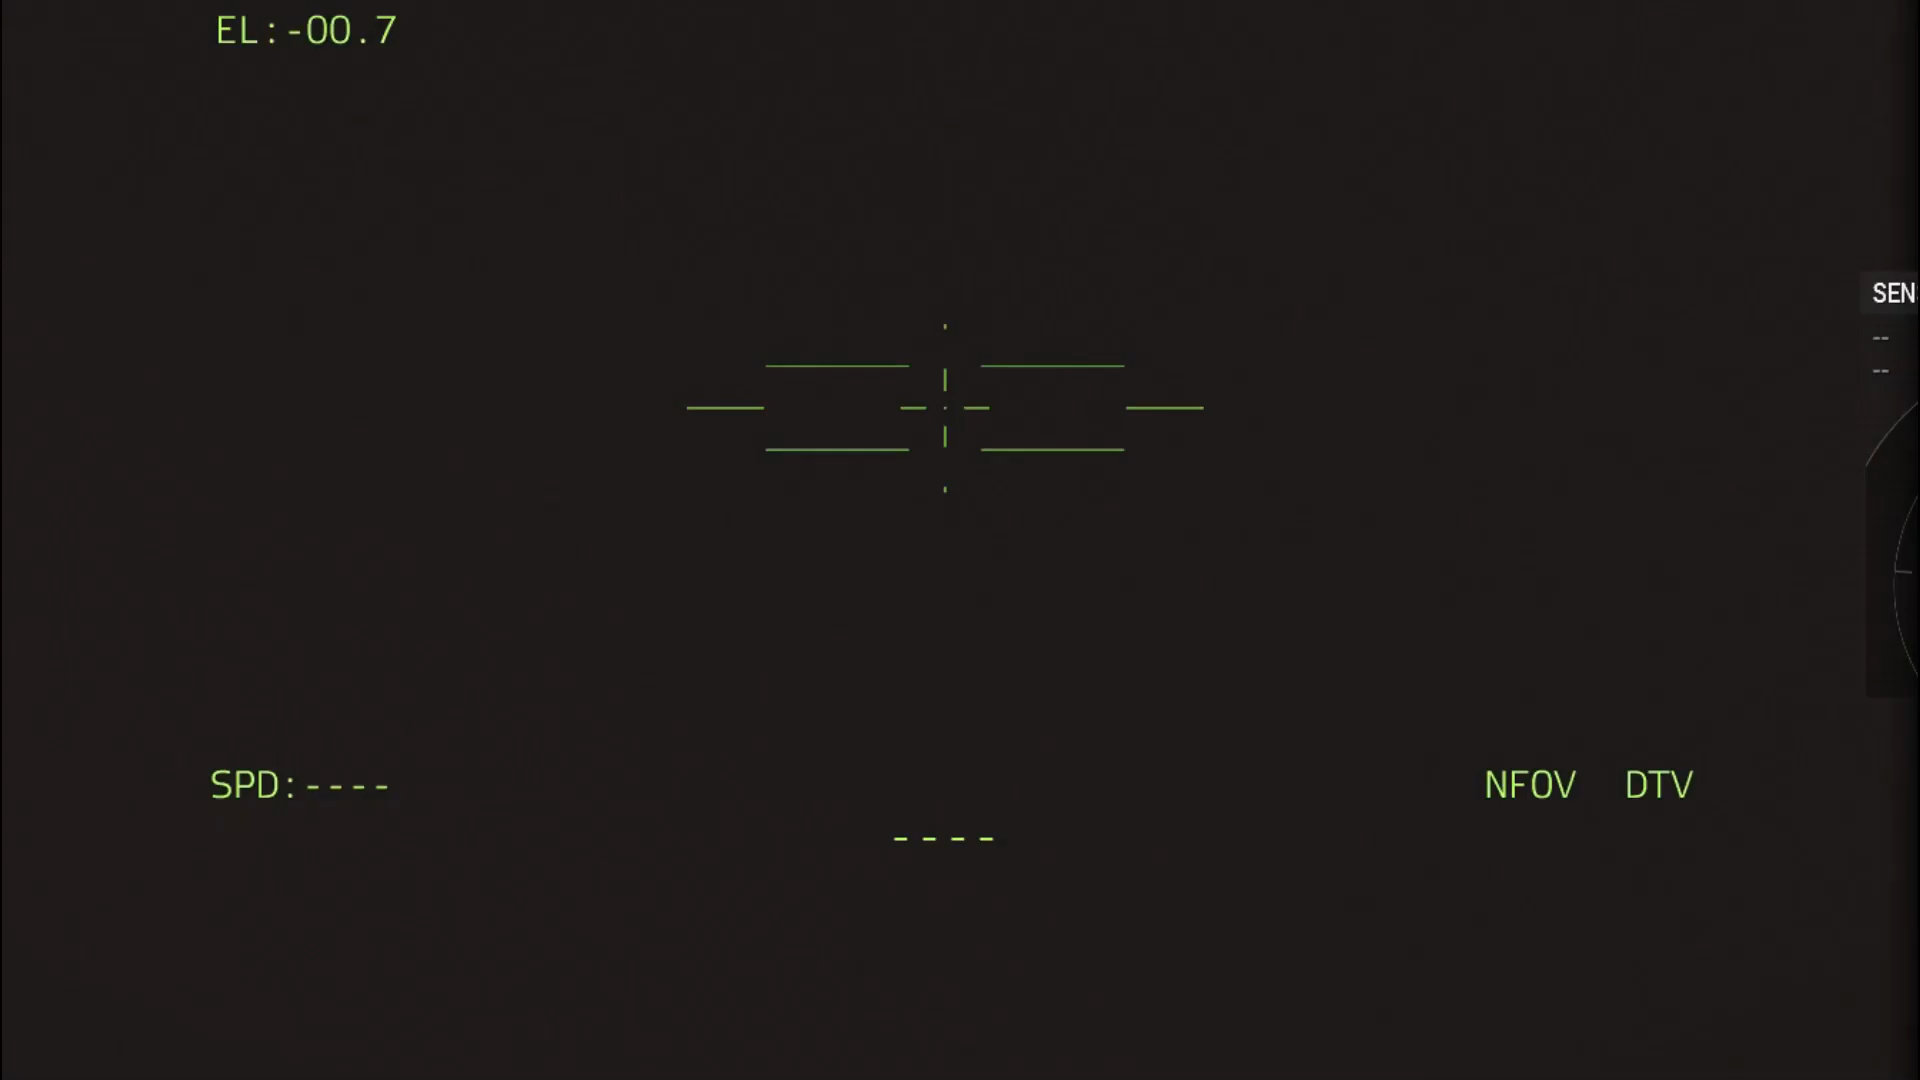 EL:-00.7
SEN
--
--
SPD:----
NFOV DTV
----